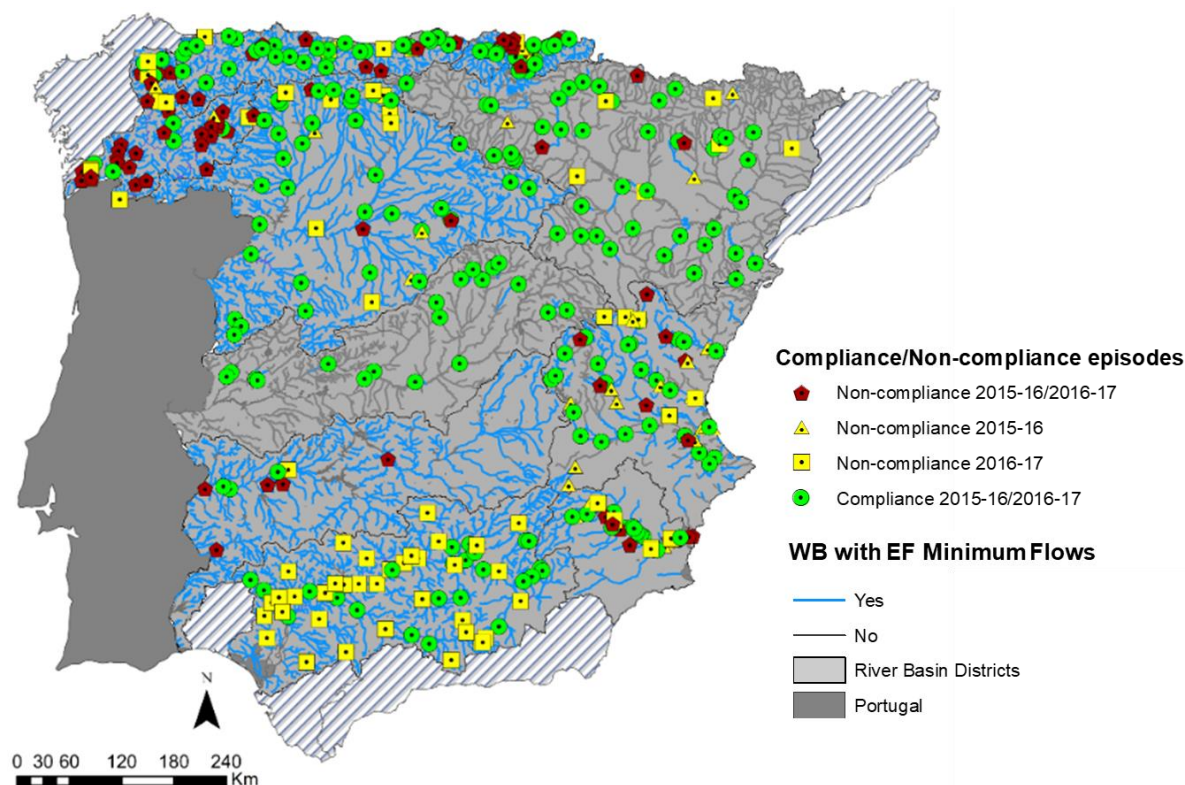 Compliance/Non-compliance episodes
Non-compliance 2015-16/2016-17
Non-compliance 2015-16
Non-compliance 2016-17
Compliance 2015-16/2016-17
WB with EF Minimum Flows
Yes
No
River Basin Districts
Portugal
N
0 30 60 120 180 240
Km